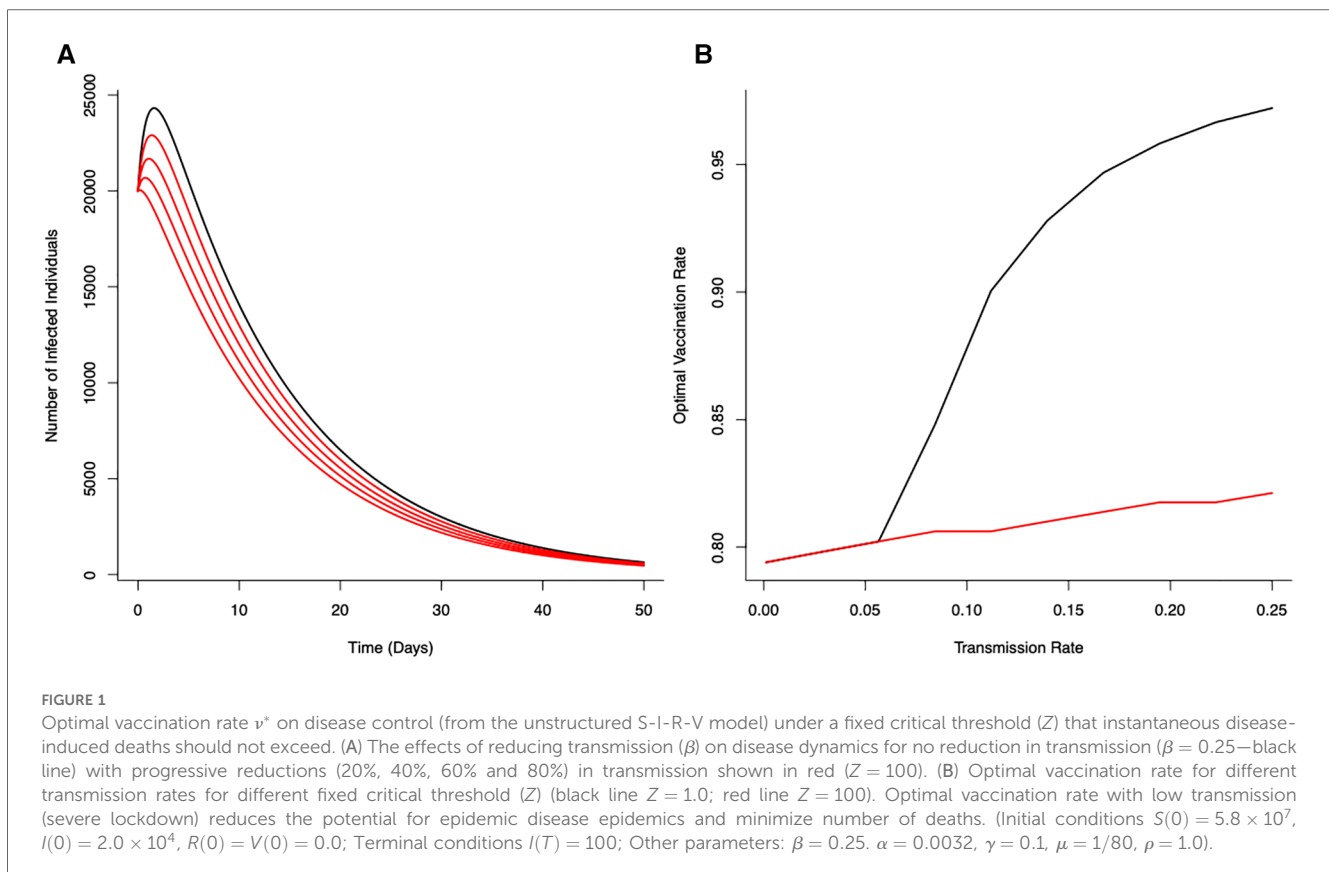 A
Number of Infected Individuals
25000
20000
15000
10000
5000
0
0 10 20 30 40 50
Time (Days)
B
Optimal Vaccination Rate
0.95
0.90
0.85
0.80
0.00 0.05 0.10 0.15 0.20 0.25
Transmission Rate
FIGURE 1
Optimal vaccination rate ν* on disease control (from the unstructured S-I-R-V model) under a fixed critical threshold (Z) that instantaneous disease-
induced deaths should not exceed. (A) The effects of reducing transmission (β) on disease dynamics for no reduction in transmission (β = 0.25—black
line) with progressive reductions (20%, 40%, 60% and 80%) in transmission shown in red (Z = 100). (B) Optimal vaccination rate for different
transmission rates for different fixed critical threshold (Z) (black line Z = 1.0; red line Z = 100). Optimal vaccination rate with low transmission
(severe lockdown) reduces the potential for epidemic disease epidemics and minimize number of deaths. (Initial conditions S(0) = 5.8 × 10⁷,
I(0) = 2.0 × 10⁴, R(0) = V(0) = 0.0; Terminal conditions I(T) = 100; Other parameters: β = 0.25. α = 0.0032, γ = 0.1, μ = 1/80, ρ = 1.0).